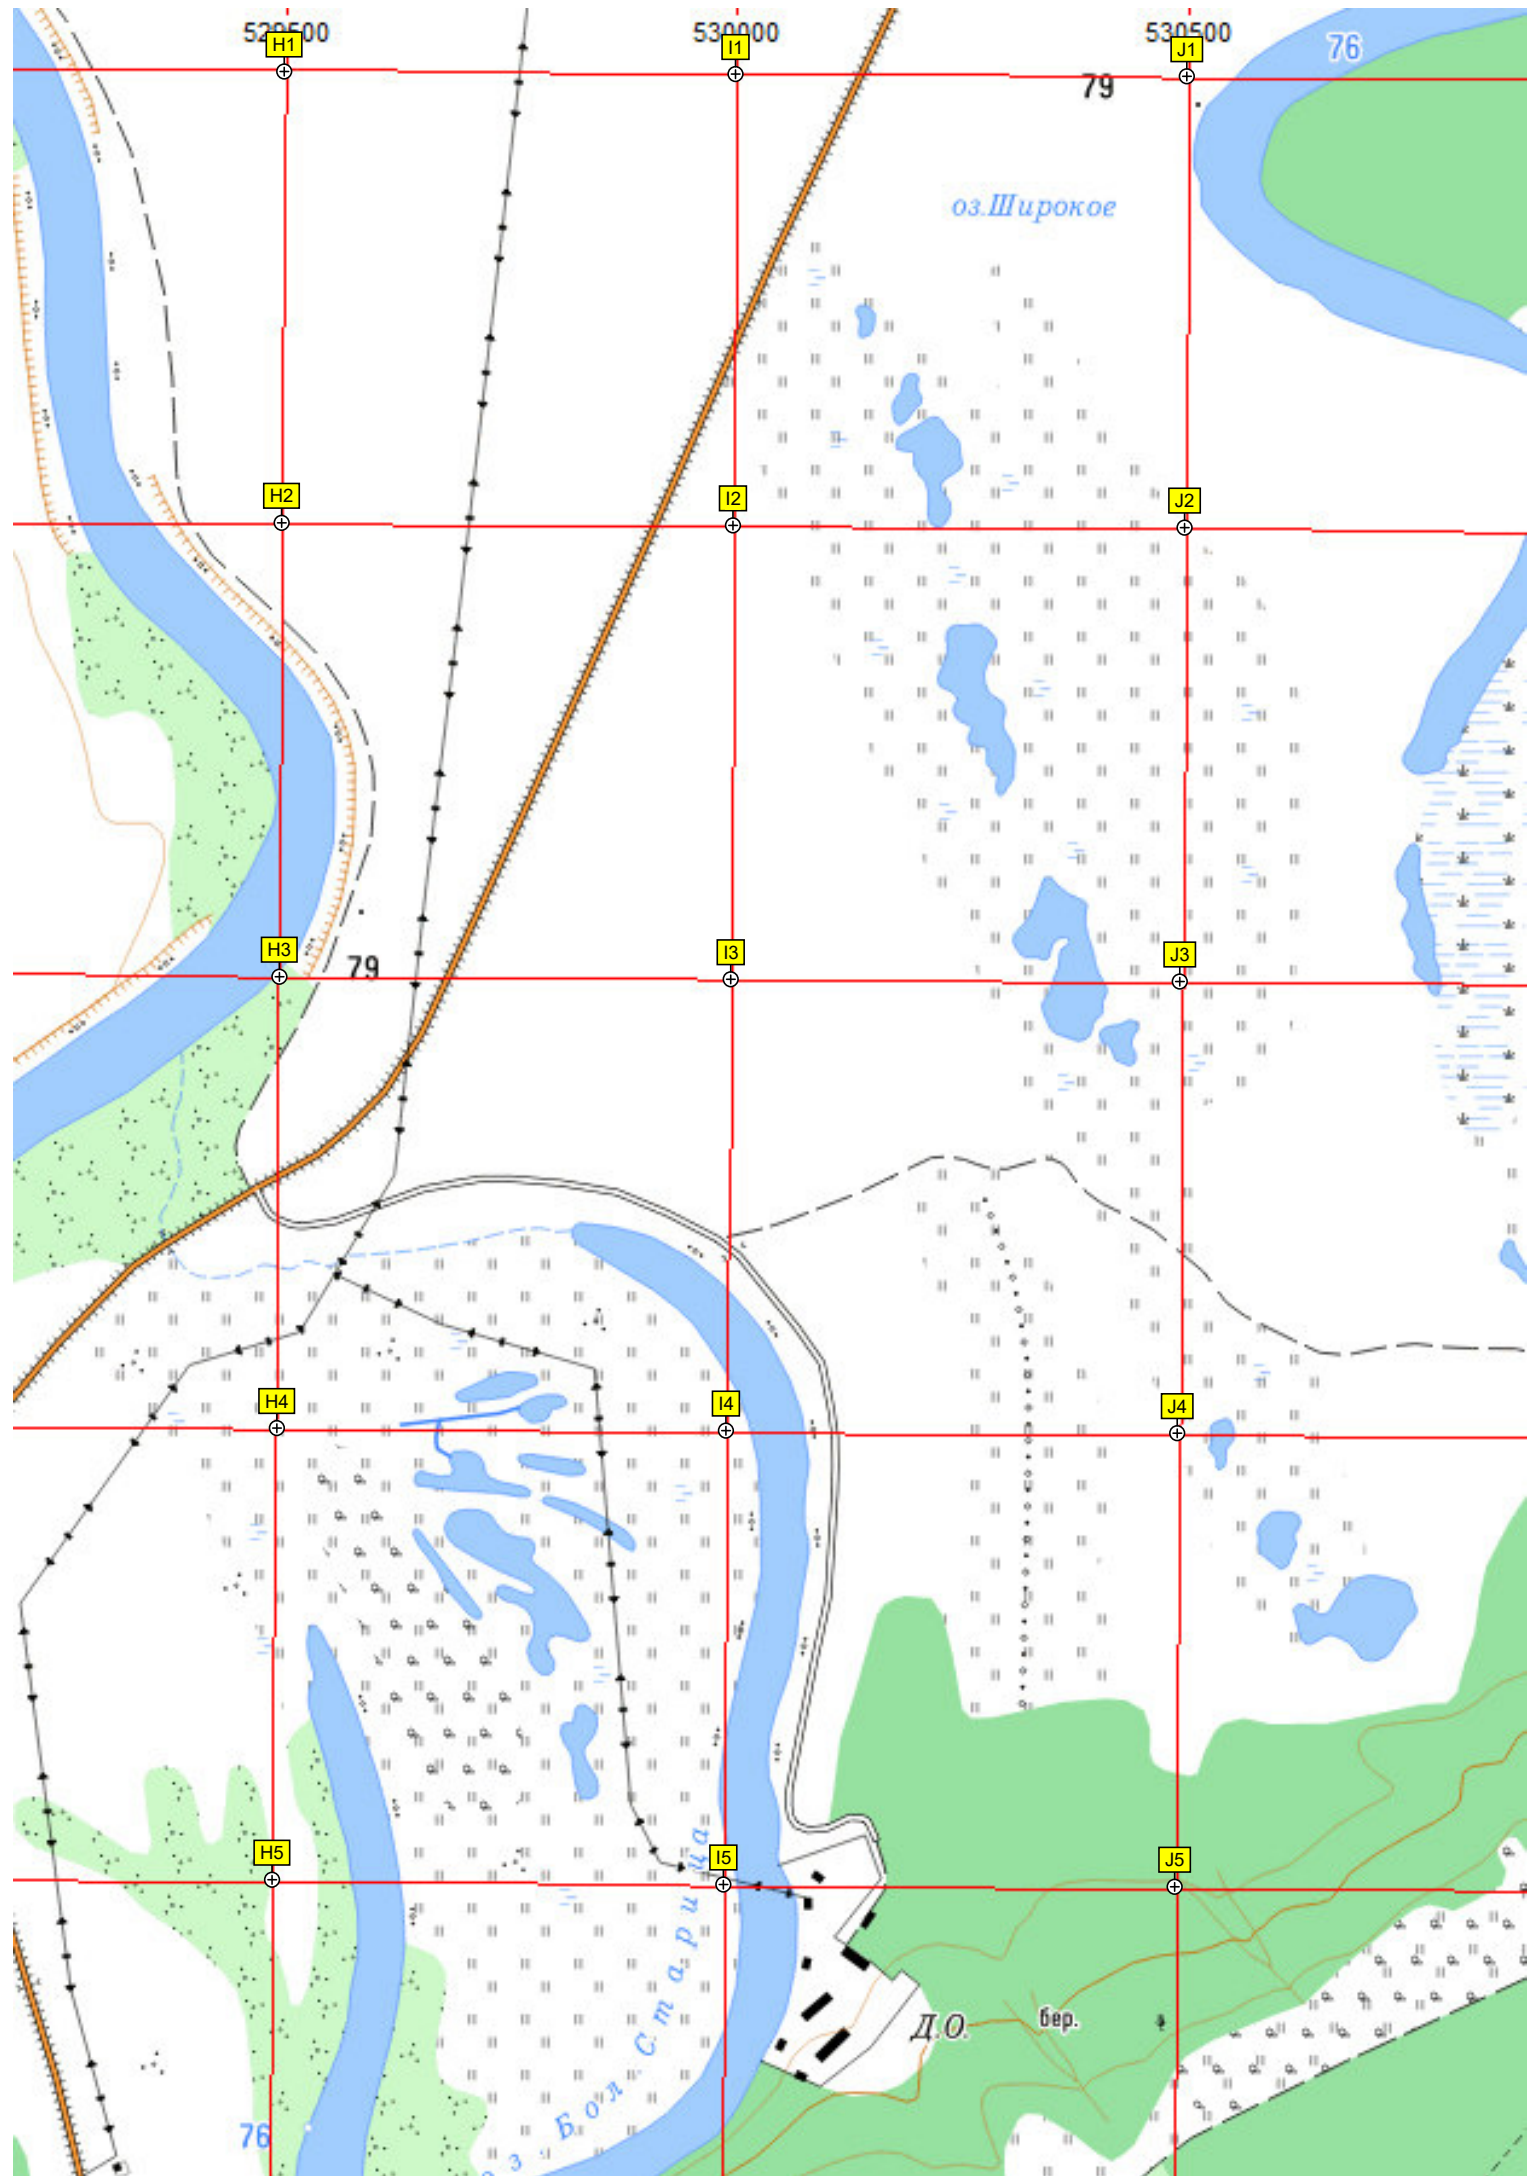 529500
530000
530500
H1
I1
J1
76
79
оз.Широкое
H2
I2
J2
H3
I3
J3
79
H4
I4
J4
H5
I5
J5
оз. Бол. Старица
Д.О.
бер.
76